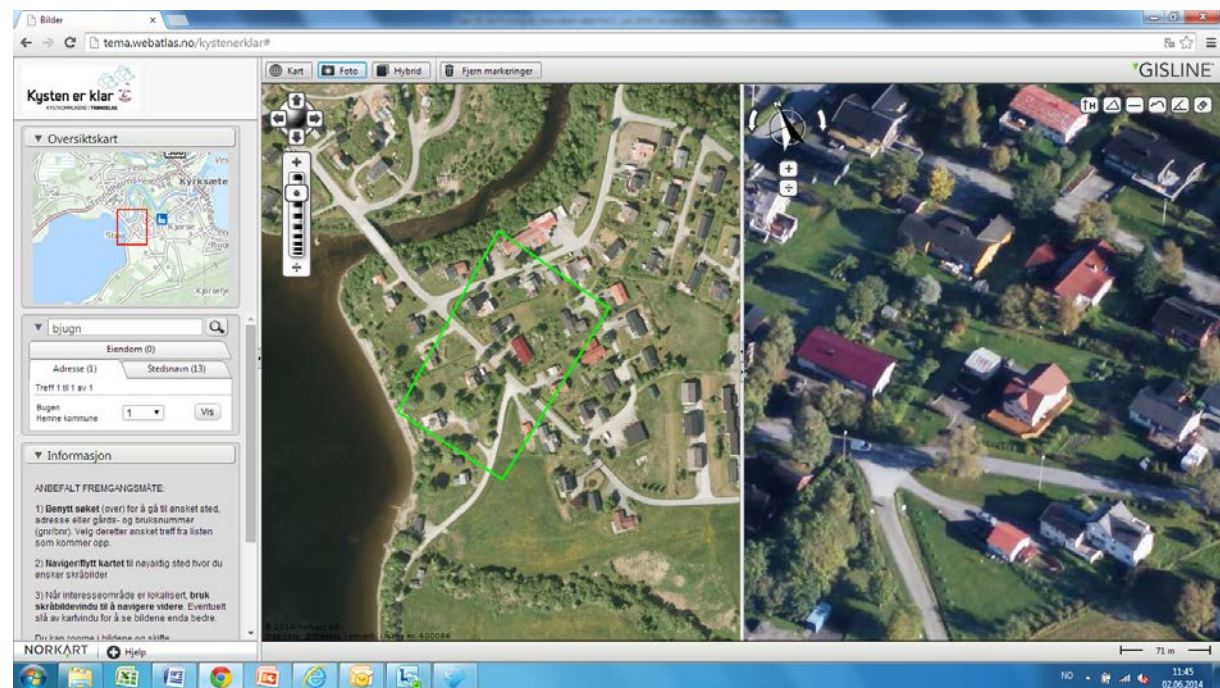 Bilder
tema.webatlas.no/kystenerklar#
Kysten er klar
Kart
Foto
Hybrid
Fjern markeringer
GISLINE
Oversiktskart
Kyrksæte
Kjørse
bjugn
Eiendom (0)
Adresse (1)
Stedsnavn (13)
Treff 1 til 1 av 1
Bugen
Hemne kommune
1
Vis
Informasjon
ANBEFALT FREMGANGSMÅTE:
1) Benytt søket (over) for å gå til ønsket sted,
adresse eller gårds- og bruksnummer
(gnr/bnr). Velg deretter ønsket treff fra listen
som kommer opp.
2) Naviger/flytt kartet til nøyaktig sted hvor du
ønsker skråbilder
3) Når interesseområde er lokalisert, bruk
skråbildevindu til å navigere videre. Eventuelt
slå av kartvindu for å se bildene enda bedre.
NORKART
Hjelp
71 m
NO
11:45
02.06.2014